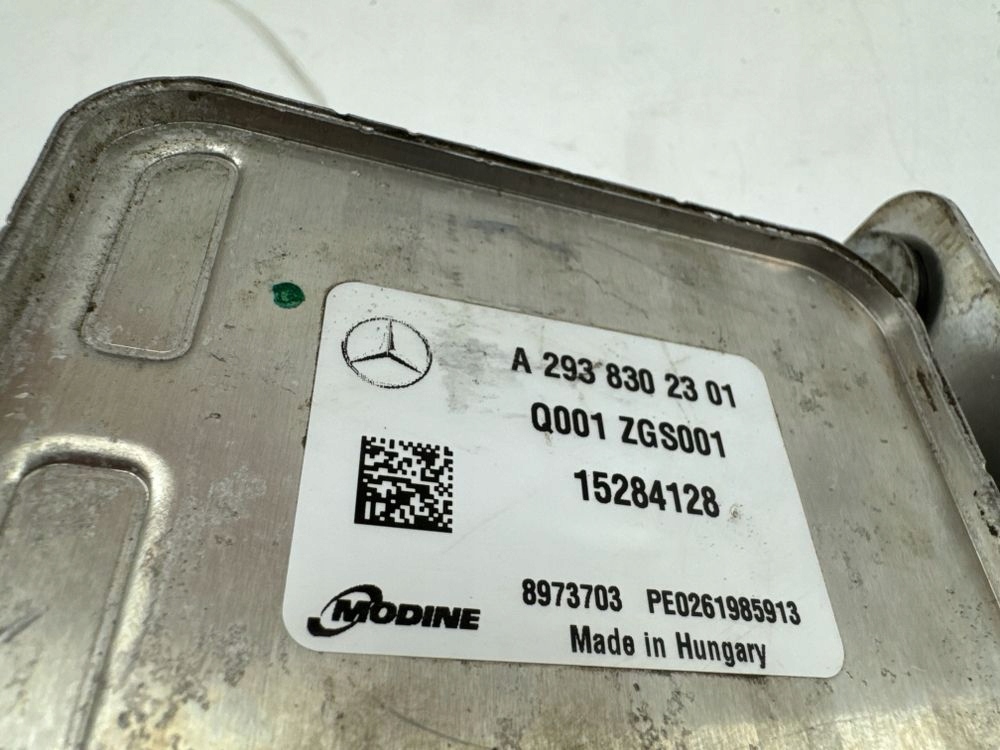 A 293 830 23 01
Q001 ZGS001
15284128
8973703 PE0261985913
MODINE
Made in Hungary